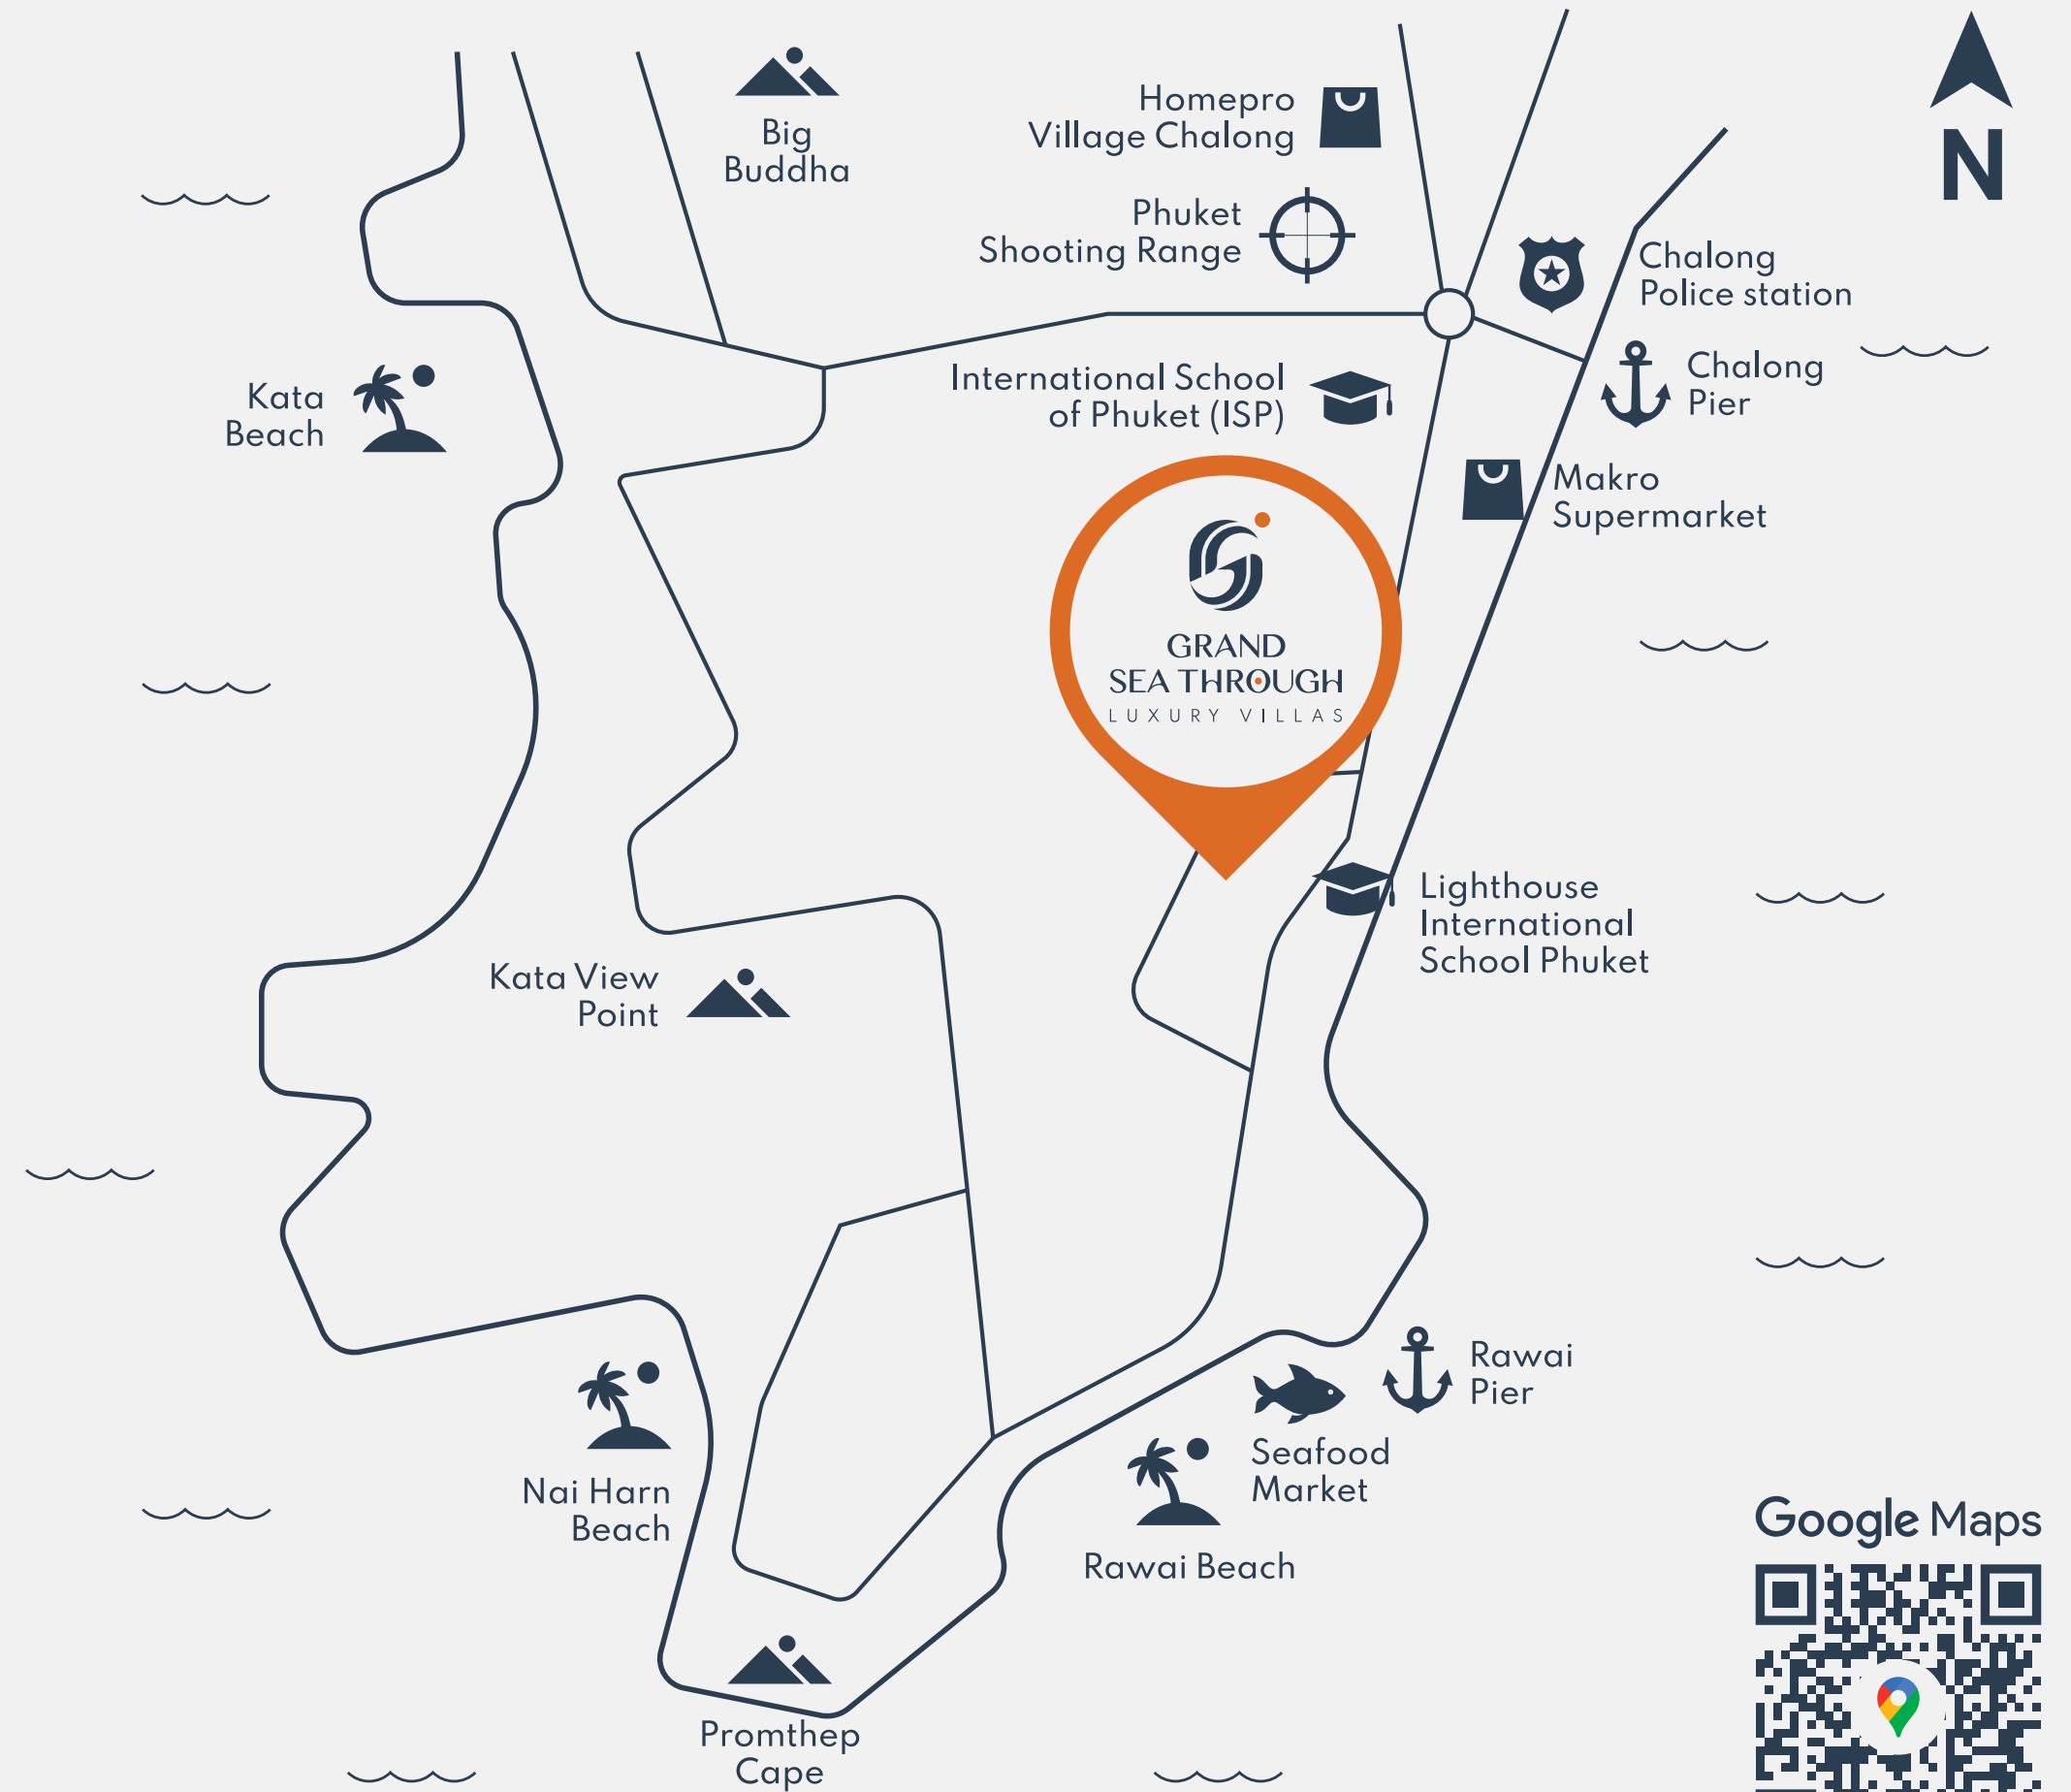 Big
Buddha
Homepro
Village Chalong
N
Phuket
Shooting Range
Chalong
Police station
Kata
Beach
International School
of Phuket (ISP)
Chalong
Pier
Makro
Supermarket
GRAND
SEA THROUGH
LUXURY VILLAS
Lighthouse
International
School Phuket
Kata View
Point
Rawai
Pier
Seafood
Market
Nai Harn
Beach
Rawai Beach
Google Maps
Promthep
Cape